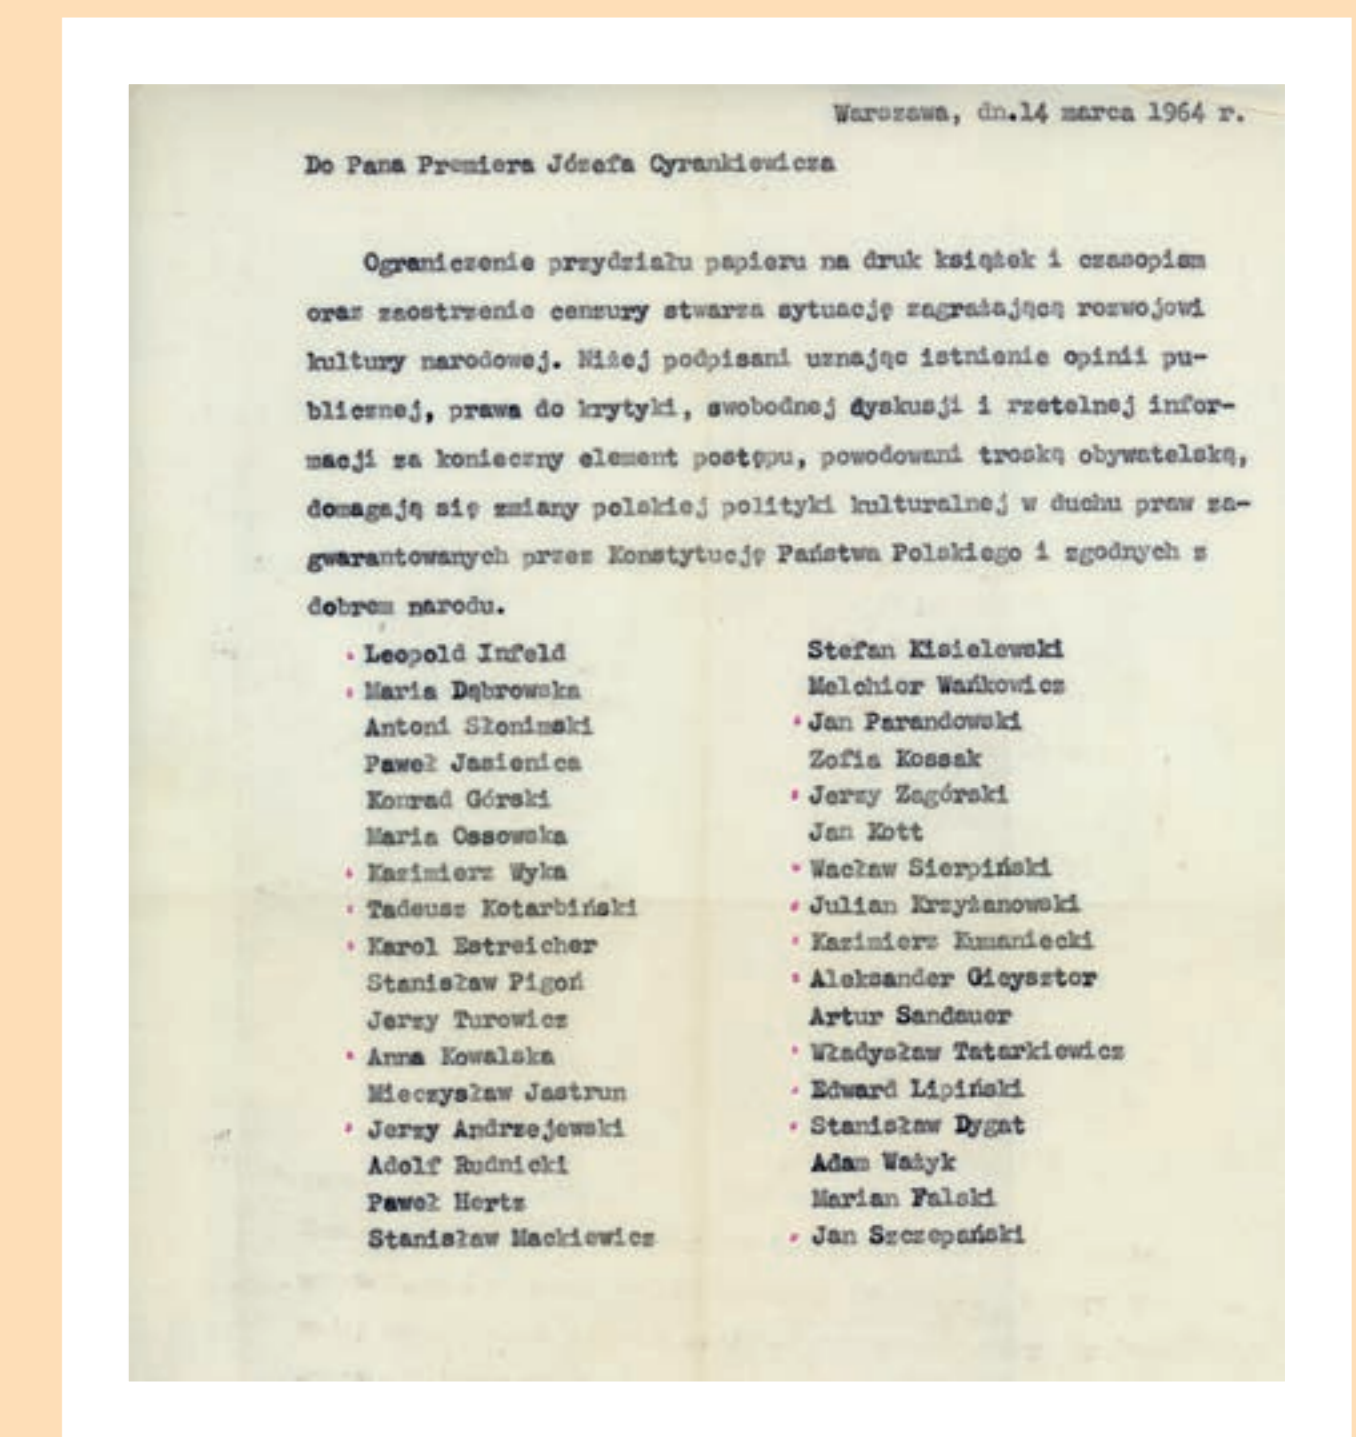 Warszawa, dn.14 marca 1964 r.
Do Pana Premiera Józefa Cyrankiewicza
Ograniczenie przydziału papieru na druk książek i czasopism
oraz zaostrzenie cenzury stwarza sytuację zagrażającą rozwojowi
kultury narodowej. Niżej podpisani uznając istnienie opinii pu-
blicznej, prawa do krytyki, swobodnej dyskusji i rzetelnej infor-
macji za konieczny element postępu, powodowani troską obywatelską,
domagają się zmiany polskiej polityki kulturalnej w duchu praw za-
gwarantowanych przez Konstytucję Państwa Polskiego i zgodnych z
dobrem narodu.
Leopold Infeld
Maria Dąbrowska
Antoni Słonimski
Paweł Jasienica
Konrad Górski
Maria Ossowska
Kazimierz Wyka
Tadeusz Kotarbiński
Karol Estreicher
Stanisław Pigoń
Jerzy Turowicz
Anna Kowalska
Mieczysław Jastrun
Jerzy Andrzejewski
Adolf Rudnicki
Paweł Hertz
Stanisław Mackiewicz
Stefan Kisielewski
Melchior Wańkowicz
Jan Parandowski
Zofia Kossak
Jerzy Zagórski
Jan Kott
Wacław Sierpiński
Julian Krzyżanowski
Kazimierz Kumaniecki
Aleksander Gieysztor
Artur Sandauer
Władysław Tatarkiewicz
Edward Lipiński
Stanisław Dygat
Adam Ważyk
Marian Falski
Jan Szczepański